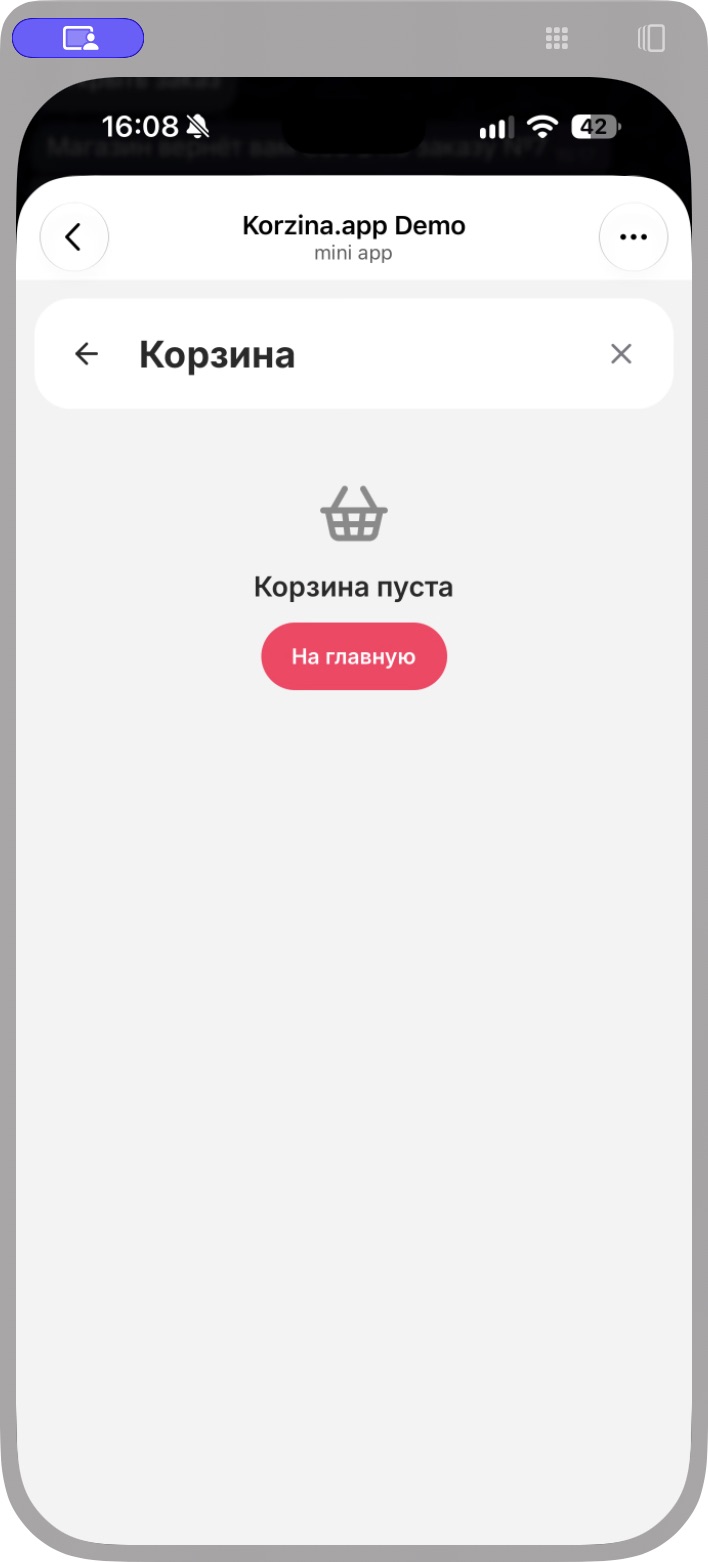 16:08
42
Korzina.app Demo
mini app
Корзина
Корзина пуста
На главную